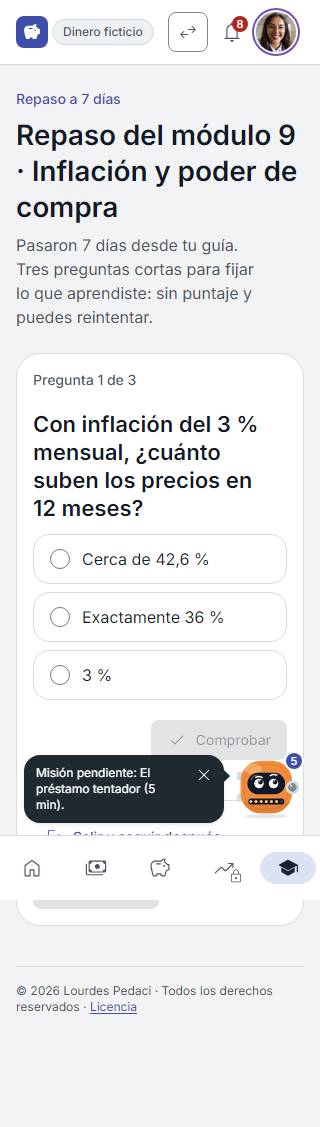 Dinero ficticio
8
Repaso a 7 días
Repaso del módulo 9
· Inflación y poder de
compra
Pasaron 7 días desde tu guía.
Tres preguntas cortas para fijar
lo que aprendiste: sin puntaje y
puedes reintentar.
Pregunta 1 de 3
Con inflación del 3 %
mensual, ¿cuánto
suben los precios en
12 meses?
Cerca de 42,6 %
Exactamente 36 %
3 %
Comprobar
Misión pendiente: El
préstamo tentador (5
min).
5
Salir y seguir después
© 2026 Lourdes Pedaci · Todos los derechos
reservados · Licencia